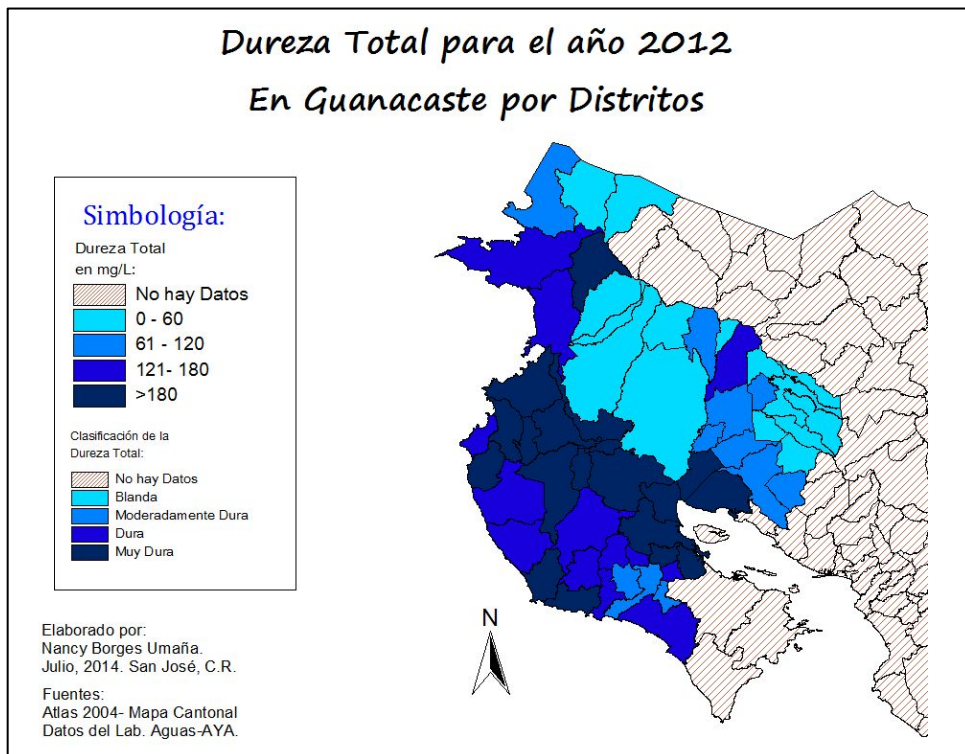 Dureza Total para el año 2012
En Guanacaste por Distritos
Simbología:
Dureza Total
en mg/L:
No hay Datos
0 - 60
61 - 120
121- 180
>180
Clasificación de la
Dureza Total:
No hay Datos
Blanda
Moderadamente Dura
Dura
Muy Dura
N
Elaborado por:
Nancy Borges Umaña.
Julio, 2014. San José, C.R.
Fuentes:
Atlas 2004- Mapa Cantonal
Datos del Lab. Aguas-AYA.